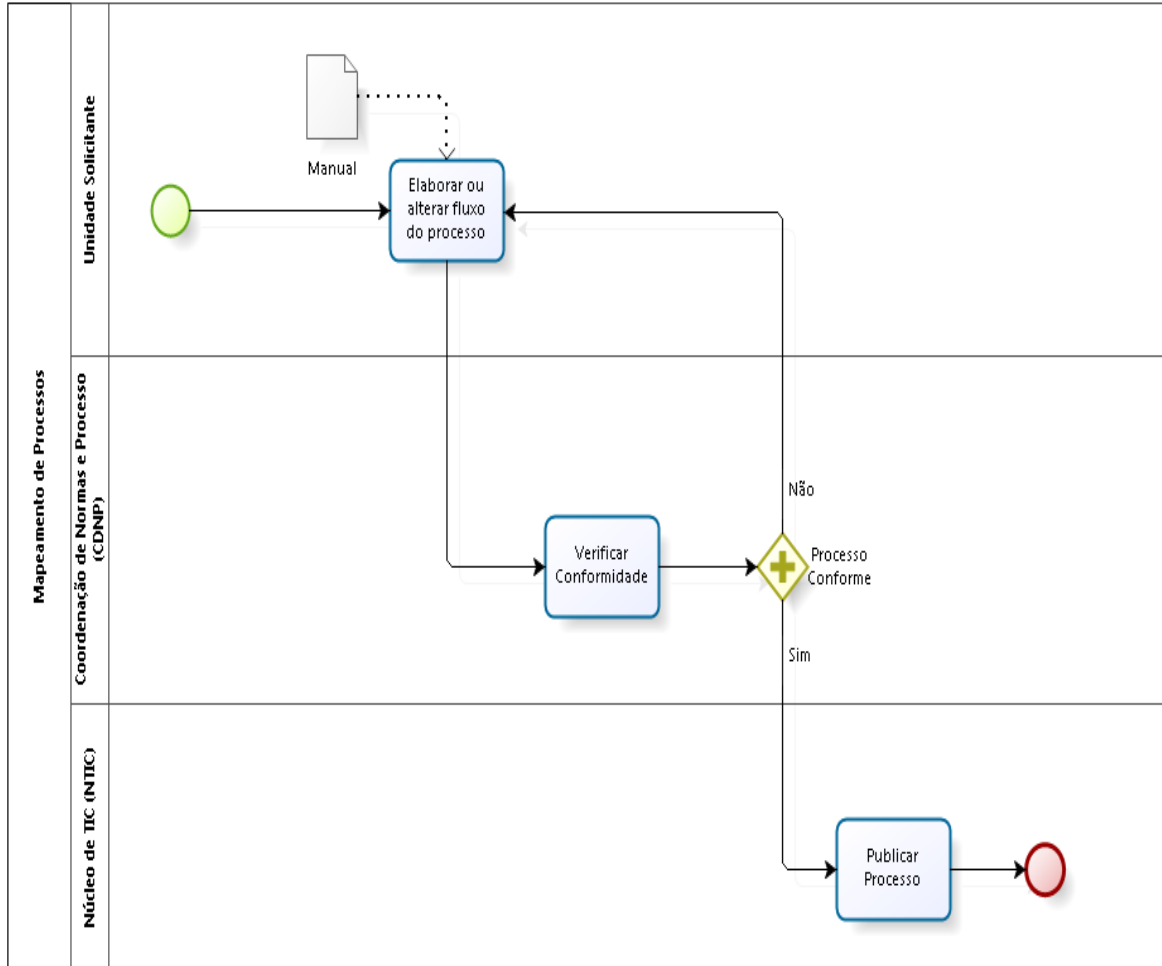 Mapeamento de Processos
Unidade Solicitante
Manual
Elaborar ou
alterar fluxo
do processo
Coordenação de Normas e Processo
(CDNP)
Não
Verificar
Conformidade
Processo
Conforme
Sim
Núcleo de TIC (NTIC)
Publicar
Processo